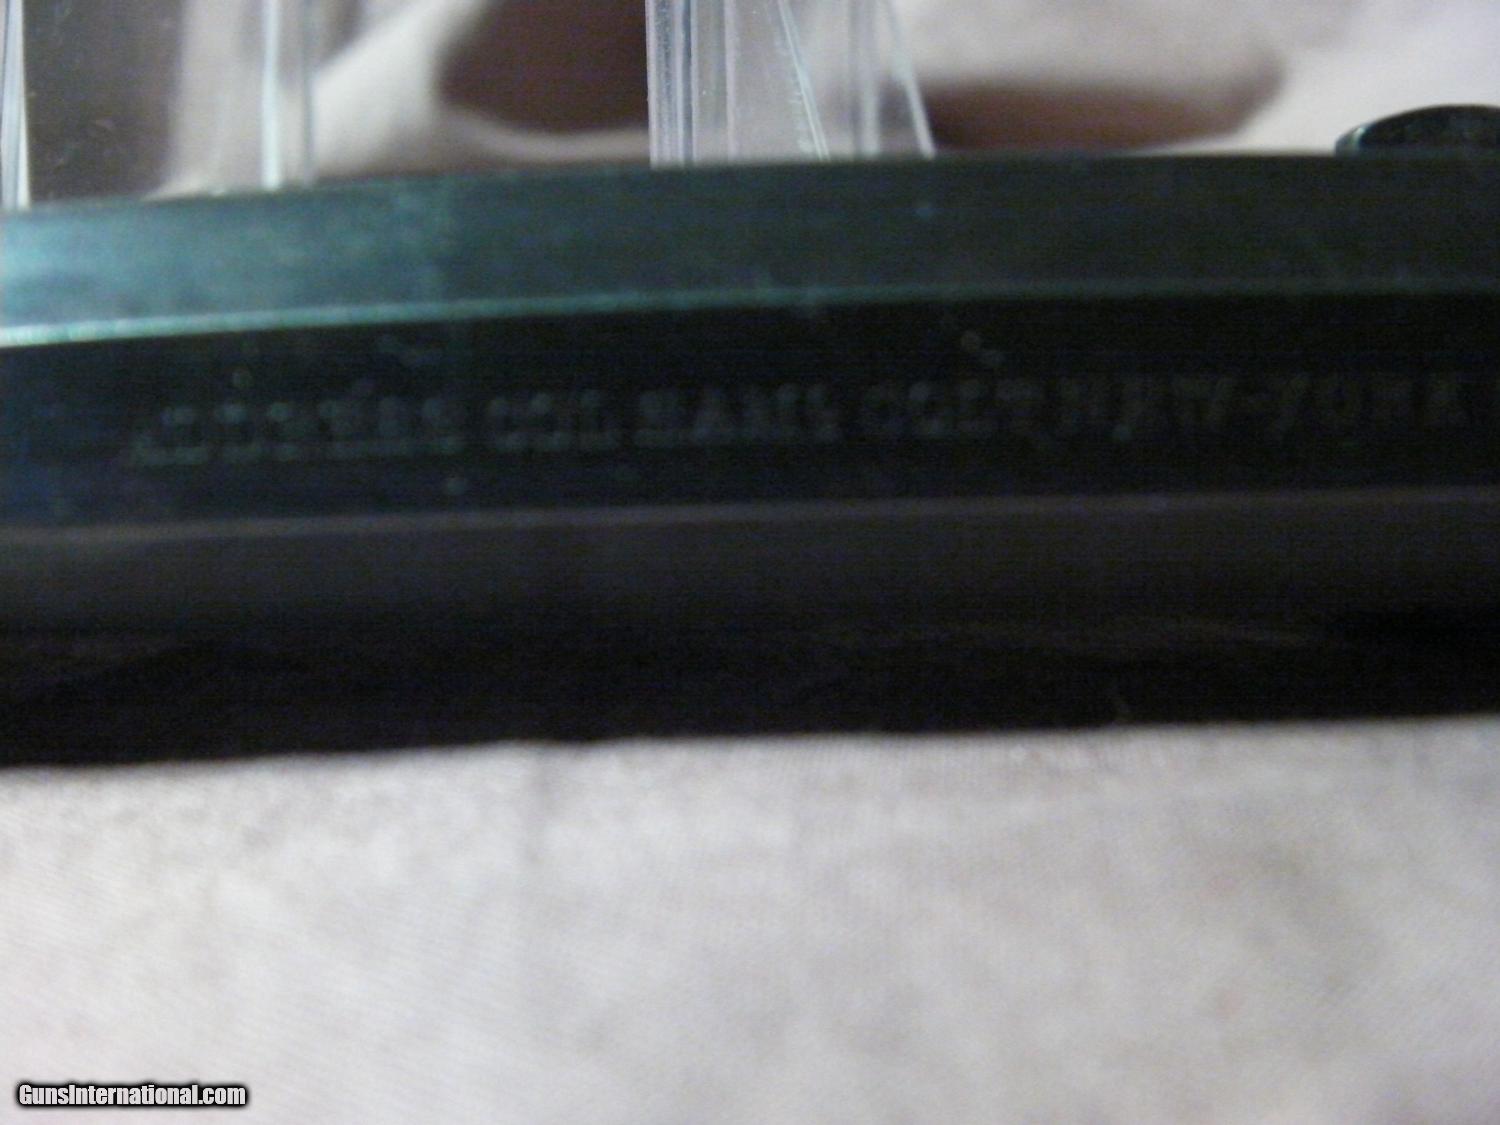 ADDRESS COL SAML COLT NEW-YORK
GunsInternational.com